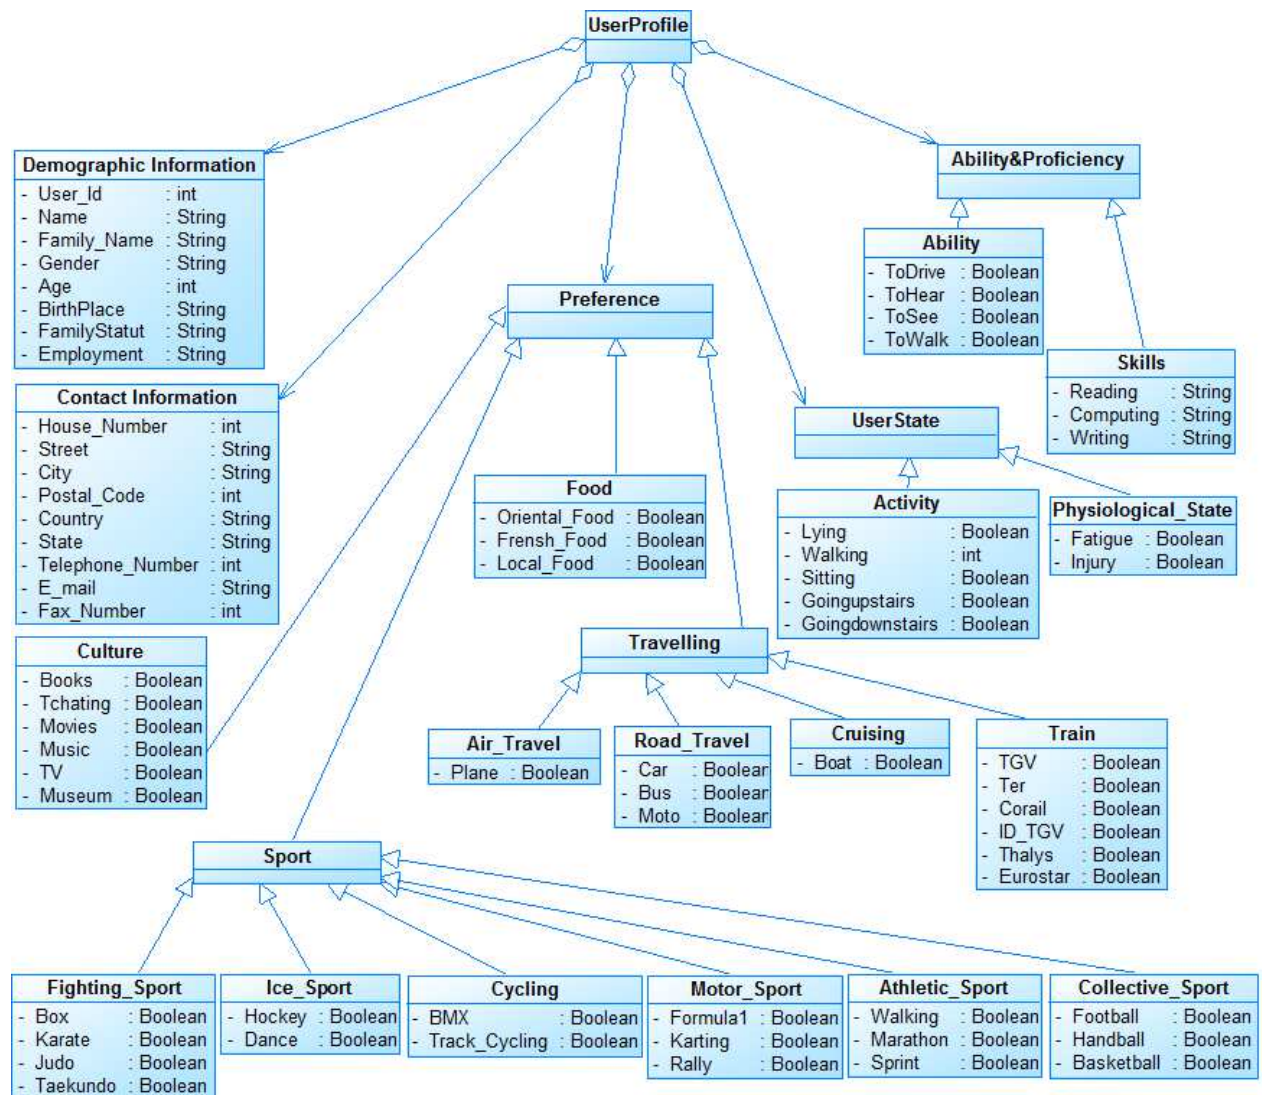 UserProfile
Demographic Information
- User_Id : int
- Name : String
- Family_Name : String
- Gender : String
- Age : int
- BirthPlace : String
- FamilyStatut : String
- Employment : String
Ability&Proficiency
Ability
- ToDrive : Boolean
- ToHear : Boolean
- ToSee : Boolean
- ToWalk : Boolean
Preference
Skills
- Reading : String
- Computing : String
- Writing : String
Contact Information
- House_Number : int
- Street : String
- City : String
- Postal_Code : int
- Country : String
- State : String
- Telephone_Number : int
- E_mail : String
- Fax_Number : int
UserState
Food
- Oriental_Food : Boolean
- Frensh_Food : Boolean
- Local_Food : Boolean
Activity
- Lying : Boolean
- Walking : int
- Sitting : Boolean
- Goingupstairs : Boolean
- Goingdownstairs : Boolean
Physiological_State
- Fatigue : Boolean
- Injury : Boolean
Culture
- Books : Boolean
- Tchating : Boolean
- Movies : Boolean
- Music : Boolean
- TV : Boolean
- Museum : Boolean
Travelling
Air_Travel
- Plane : Boolean
Road_Travel
- Car : Boolean
- Bus : Boolean
- Moto : Boolean
Cruising
- Boat : Boolean
Train
- TGV : Boolean
- Ter : Boolean
- Corail : Boolean
- ID_TGV : Boolean
- Thalys : Boolean
- Eurostar : Boolean
Sport
Fighting_Sport
- Box : Boolean
- Karate : Boolean
- Judo : Boolean
- Taekundo : Boolean
Ice_Sport
- Hockey : Boolean
- Dance : Boolean
Cycling
- BMX : Boolean
- Track_Cycling : Boolean
Motor_Sport
- Formula1 : Boolean
- Karting : Boolean
- Rally : Boolean
Athletic_Sport
- Walking : Boolean
- Marathon : Boolean
- Sprint : Boolean
Collective_Sport
- Football : Boolean
- Handball : Boolean
- Basketball : Boolean